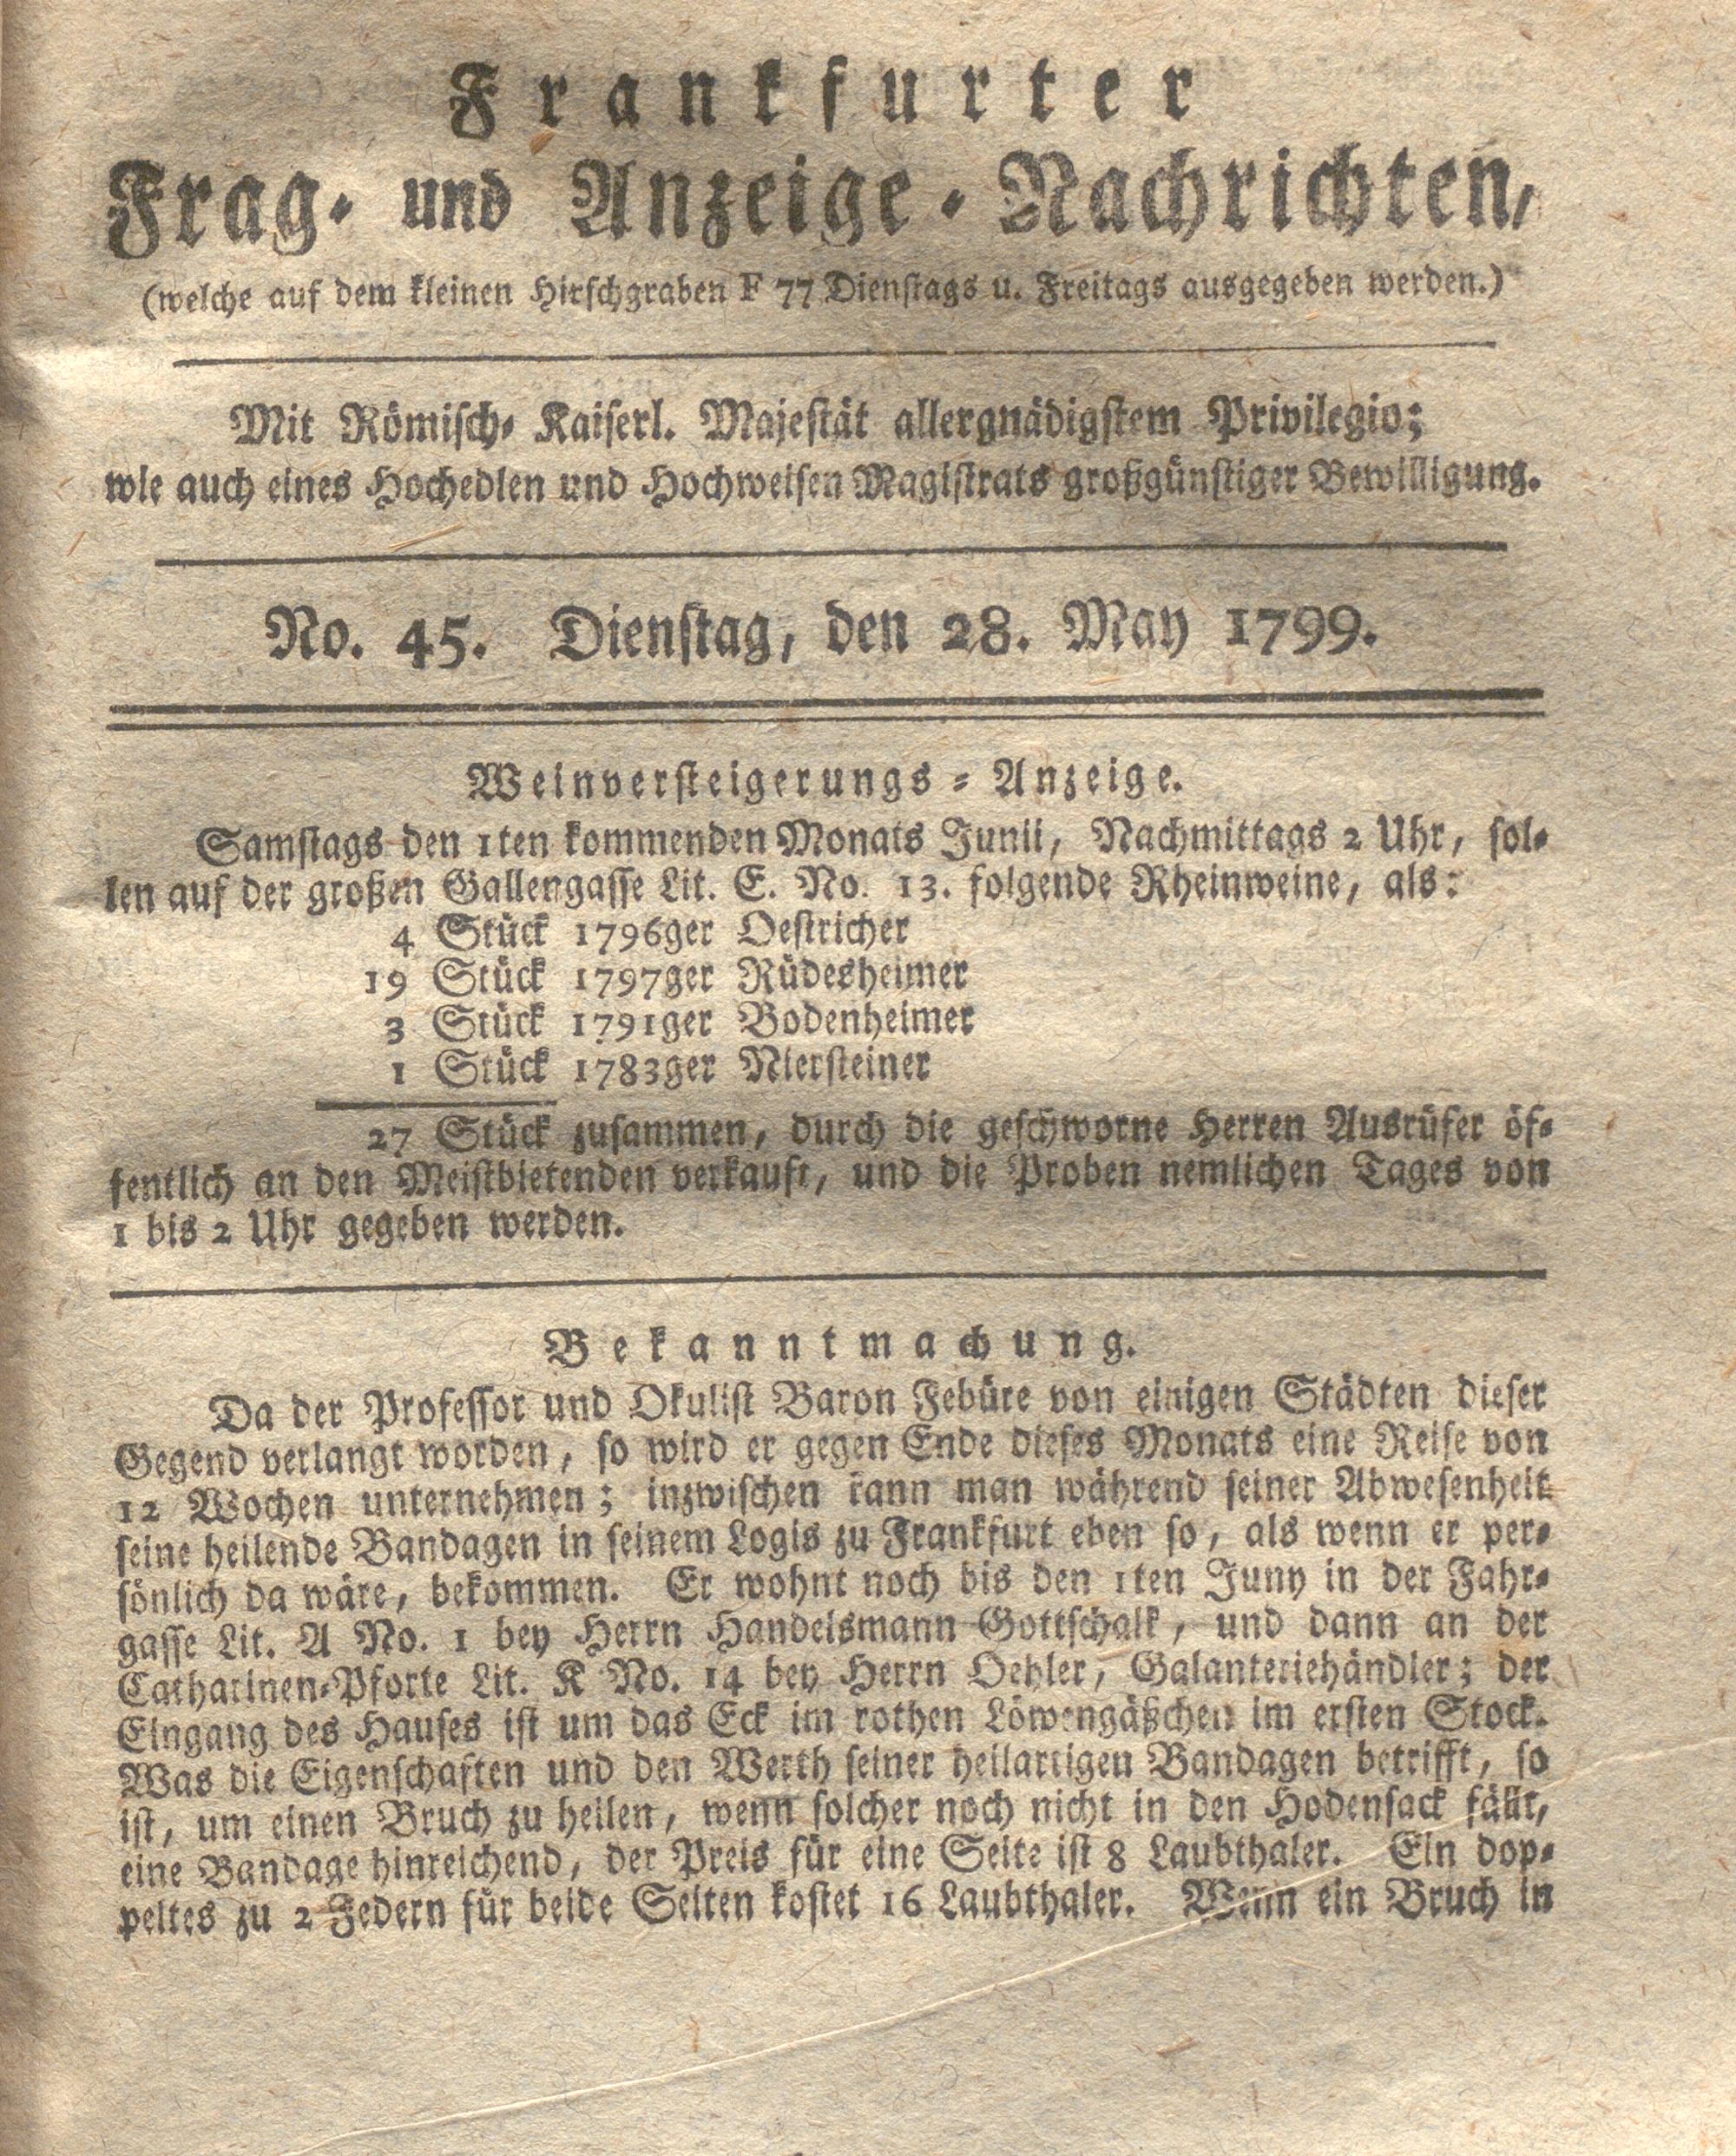 Frankfurter
Frag- und Anzeige-Nachrichten,
(welche auf dem kleinen Hirschgraben F 77 Dienstags u. Freitags ausgegeben werden.)
Mit Römisch-Kaiserl. Majestät allergnädigstem Privilegio;
wie auch eines Hochedlen und Hochweisen Magistrats großgünstiger Bewilligung.
No. 45. Dienstag, den 28. May 1799.
Weinversteigerungs-Anzeige.
Samstags den 1ten kommenden Monats Junii, Nachmittags 2 Uhr, sol-
len auf der großen Gallengasse Lit. E. No. 13. folgende Rheinweine, als:
4 Stück 1796ger Oestricher
19 Stück 1797ger Rüdesheimer
3 Stück 1791ger Bodenheimer
1 Stück 1783ger Niersteiner
27 Stück zusammen, durch die geschworne Herren Ausrüfer öf-
fentlich an den Meistbietenden verkauft, und die Proben nemlichen Tages von
1 bis 2 Uhr gegeben werden.
Bekanntmachung.
Da der Professor und Okulist Baron Febüre von einigen Städten dieser
Gegend verlangt worden, so wird er gegen Ende dieses Monats eine Reise von
12 Wochen unternehmen; inzwischen kann man während seiner Abwesenheit
seine heilende Bandagen in seinem Logis zu Frankfurt eben so, als wenn er per-
sönlich da wäre, bekommen. Er wohnt noch bis den 1ten Juny in der Fahr-
gasse Lit. A No. 1 bey Herrn Handelsmann Gottschalk, und dann an der
Catharinen-Pforte Lit. K No. 14 bey Herrn Oehler, Galanteriehändler; der
Eingang des Hauses ist um das Eck im rothen Löwengäßchen im ersten Stock.
Was die Eigenschaften und den Werth seiner heilartigen Bandagen betrifft, so
ist, um einen Bruch zu heilen, wenn solcher noch nicht in den Hodensack fällt,
eine Bandage hinreichend, der Preis für eine Seite ist 8 Laubthaler. Ein dop-
peltes zu 2 Federn für beide Seiten kostet 16 Laubthaler. Wenn ein Bruch in